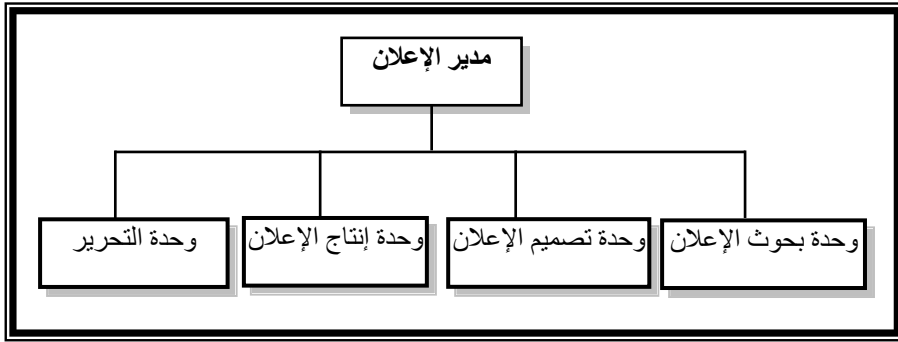 مدير الإعلان
وحدة بحوث الإعلان
وحدة تصميم الإعلان
وحدة إنتاج الإعلان
وحدة التحرير